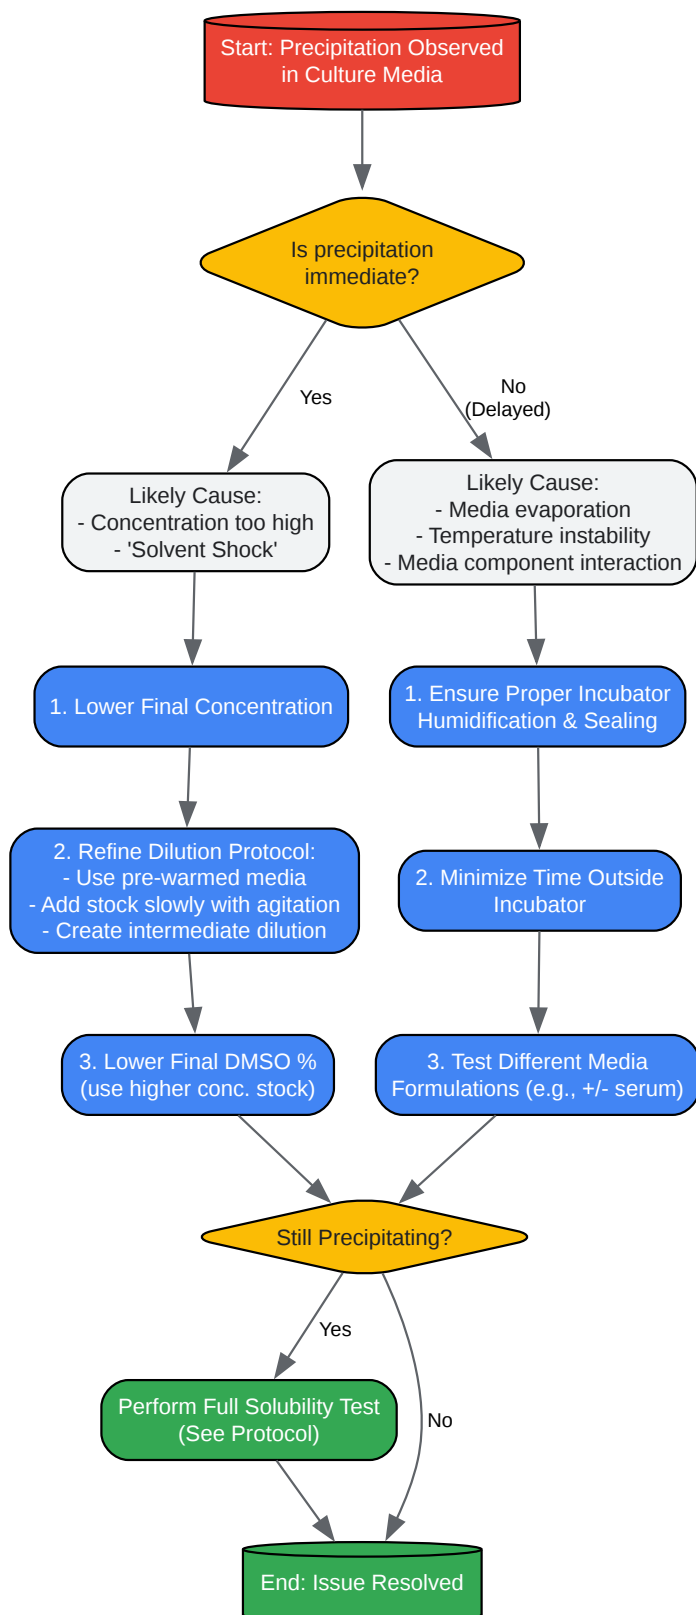 Start: Precipitation Observed
in Culture Media
Is precipitation
immediate?
Yes
No
(Delayed)
Likely Cause:
- Concentration too high
- 'Solvent Shock'
Likely Cause:
- Media evaporation
- Temperature instability
- Media component interaction
1. Lower Final Concentration
1. Ensure Proper Incubator
Humidification & Sealing
2. Refine Dilution Protocol:
- Use pre-warmed media
- Add stock slowly with agitation
- Create intermediate dilution
2. Minimize Time Outside
Incubator
3. Lower Final DMSO %
(use higher conc. stock)
3. Test Different Media
Formulations (e.g., +/- serum)
Still Precipitating?
Yes
No
Perform Full Solubility Test
(See Protocol)
End: Issue Resolved